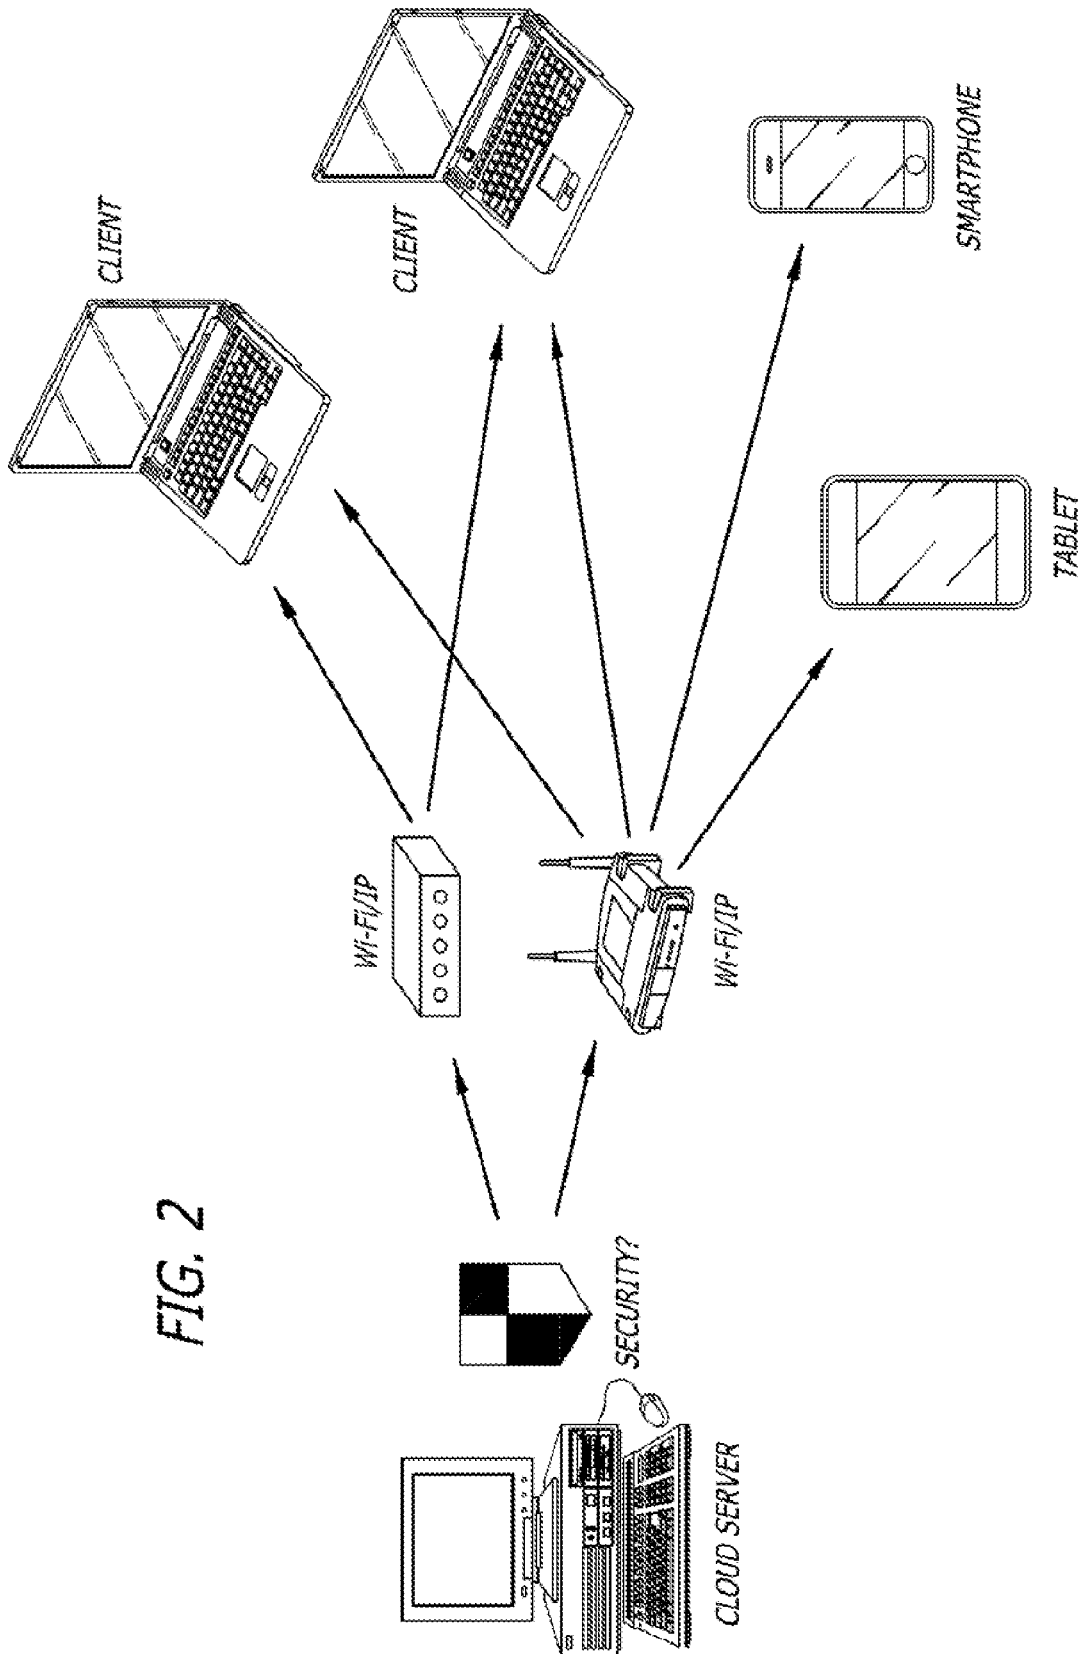 FIG. 2
CLOUD SERVER
SECURITY?
Wi-Fi/IP
Wi-Fi/IP
CLIENT
CLIENT
TABLET
SMARTPHONE